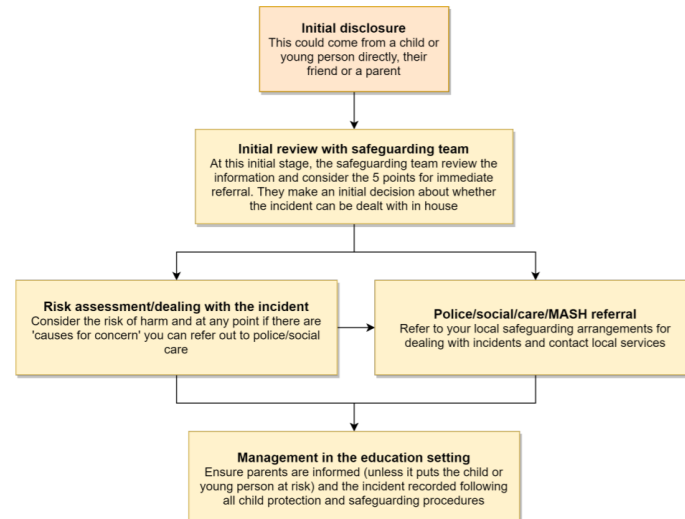 Initial disclosure
This could come from a child or
young person directly, their
friend or a parent
Initial review with safeguarding team
At this initial stage, the safeguarding team review the
information and consider the 5 points for immediate
referral. They make an initial decision about whether
the incident can be dealt with in house
Risk assessment/dealing with the incident
Consider the risk of harm and at any point if there are
'causes for concern' you can refer out to police/social
care
Police/social/care/MASH referral
Refer to your local safeguarding arrangements for
dealing with incidents and contact local services
Management in the education setting
Ensure parents are informed (unless it puts the child or
young person at risk) and the incident recorded following
all child protection and safeguarding procedures